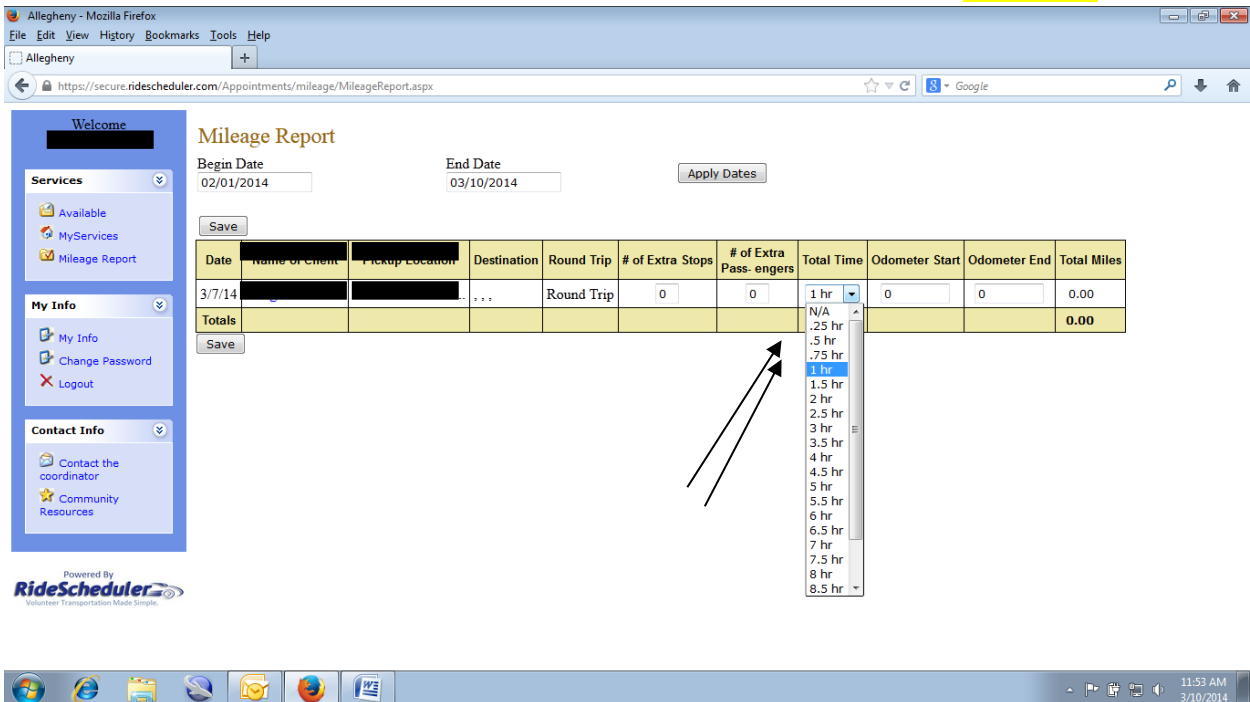 Allegheny - Mozilla Firefox
File Edit View History Bookmarks Tools Help
Allegheny
+
https://secure.ridescheduler.com/Appointments/mileage/MileageReport.aspx
8 Google
Welcome
Services
Available
MyServices
Mileage Report
My Info
My Info
Change Password
Logout
Contact Info
Contact the
coordinator
Community
Resources
Powered By
RideScheduler
Volunteer Transportation Made Simple.
Mileage Report
Begin Date End Date
02/01/2014 03/10/2014 Apply Dates
Save
Date Name of Client Pickup Location Destination Round Trip # of Extra Stops # of Extra Pass- engers Total Time Odometer Start Odometer End Total Miles
3/7/14 .. , , , Round Trip 0 0 1 hr 0 0 0.00
Totals 0.00
Save
N/A
.25 hr
.5 hr
.75 hr
1 hr
1.5 hr
2 hr
2.5 hr
3 hr
3.5 hr
4 hr
4.5 hr
5 hr
5.5 hr
6 hr
6.5 hr
7 hr
7.5 hr
8 hr
8.5 hr
11:53 AM
3/10/2014